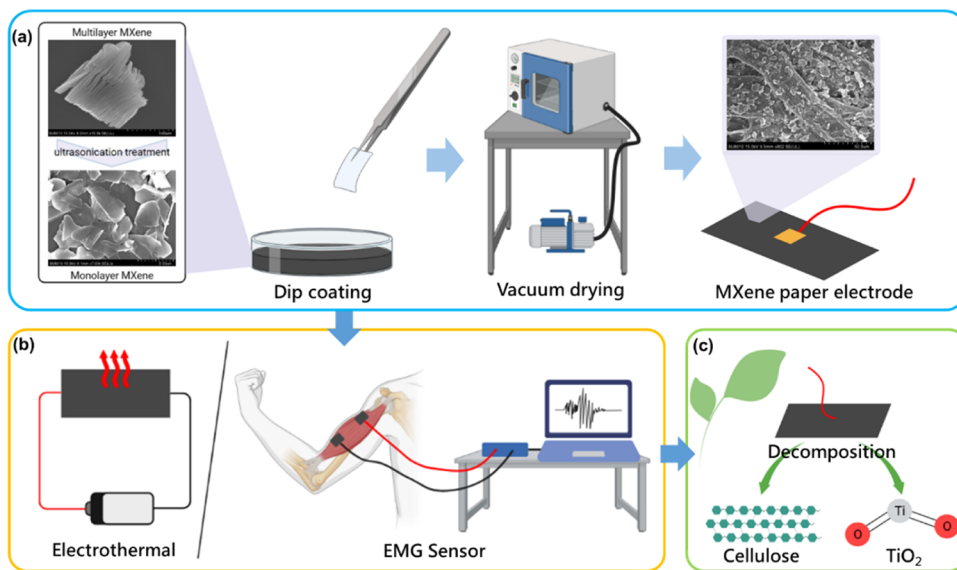 (a)
Multilayer MXene
ultrasonication treatment
Monolayer MXene
Dip coating
Vacuum drying
MXene paper electrode
(b)
Electrothermal
EMG Sensor
(c)
Decomposition
Cellulose
Ti
O
O
TiO₂